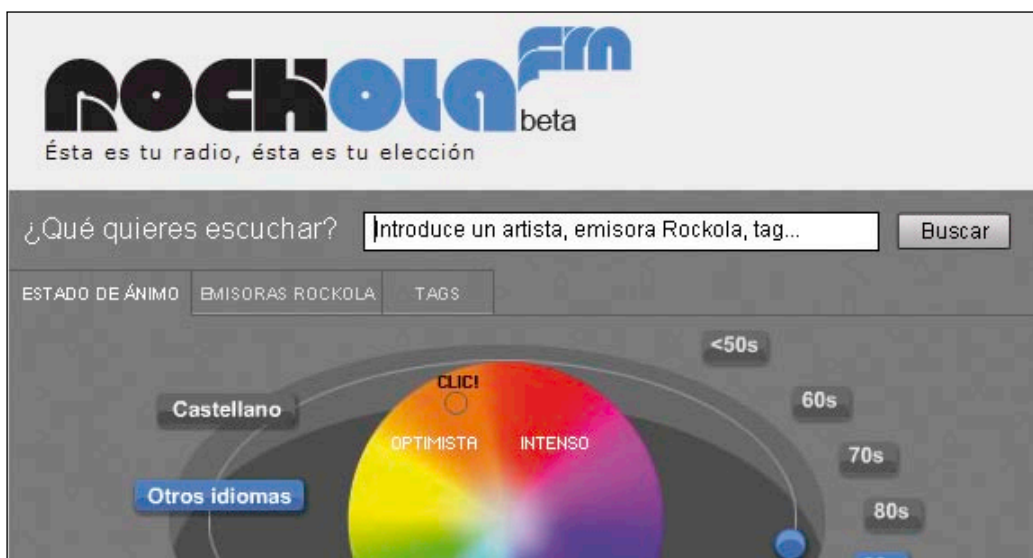 ROCKOLA FM
beta
Ésta es tu radio, ésta es tu elección
¿Qué quieres escuchar?
Introduce un artista, emisora Rockola, tag...
Buscar
ESTADO DE ÁNIMO
EMISORAS ROCKOLA
TAGS
<50s
CLIC!
Castellano
60s
OPTIMISTA
INTENSO
70s
Otros idiomas
80s